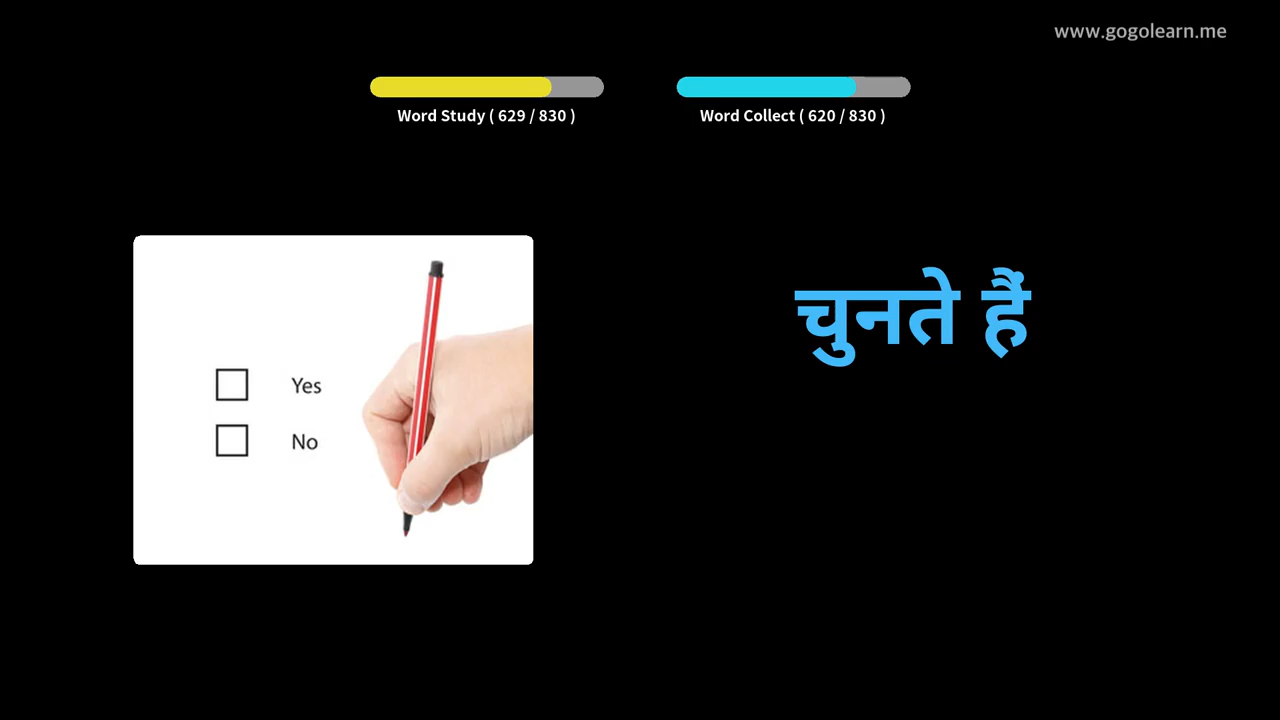 www.gogolearn.me
Word Study ( 629 / 830 )
Word Collect ( 620 / 830 )
चुनते हैं
Yes
No